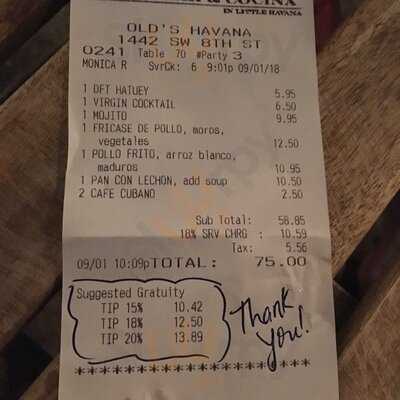 & COCINA
IN LITTLE HAVANA
OLD'S HAVANA
1442 SW 8TH ST
0241 Table 70 #Party 3
MONICA R SvrCk: 6 9:01p 09/01/18
1 DFT HATUEY 5.95
1 VIRGIN COCKTAIL 6.50
1 MOJITO 9.95
1 FRICASE DE POLLO, moros,
vegetales 12.50
1 POLLO FRITO, arroz blanco,
maduros 10.95
1 PAN CON LECHON, add soup 10.50
2 CAFE CUBANO 2.50
Sub Total: 58.85
18% SRV CHRG : 10.59
Tax: 5.56
09/01 10:09p TOTAL: 75.00
Suggested Gratuity
TIP 15% 10.42
TIP 18% 12.50
TIP 20% 13.89
Thank
you!